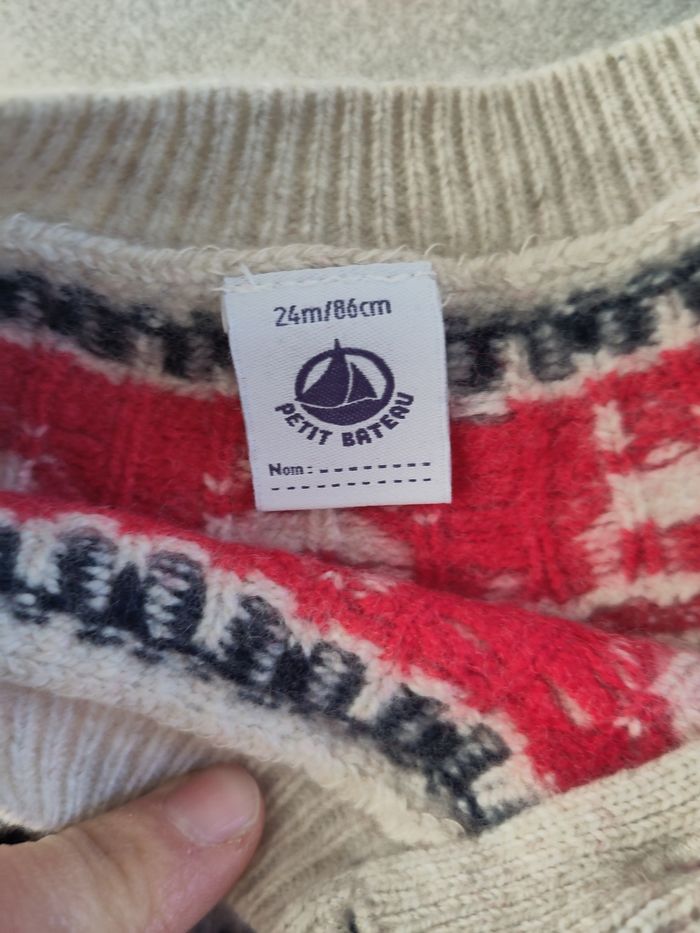 24m/86cm
PETIT BATEAU
Nom :